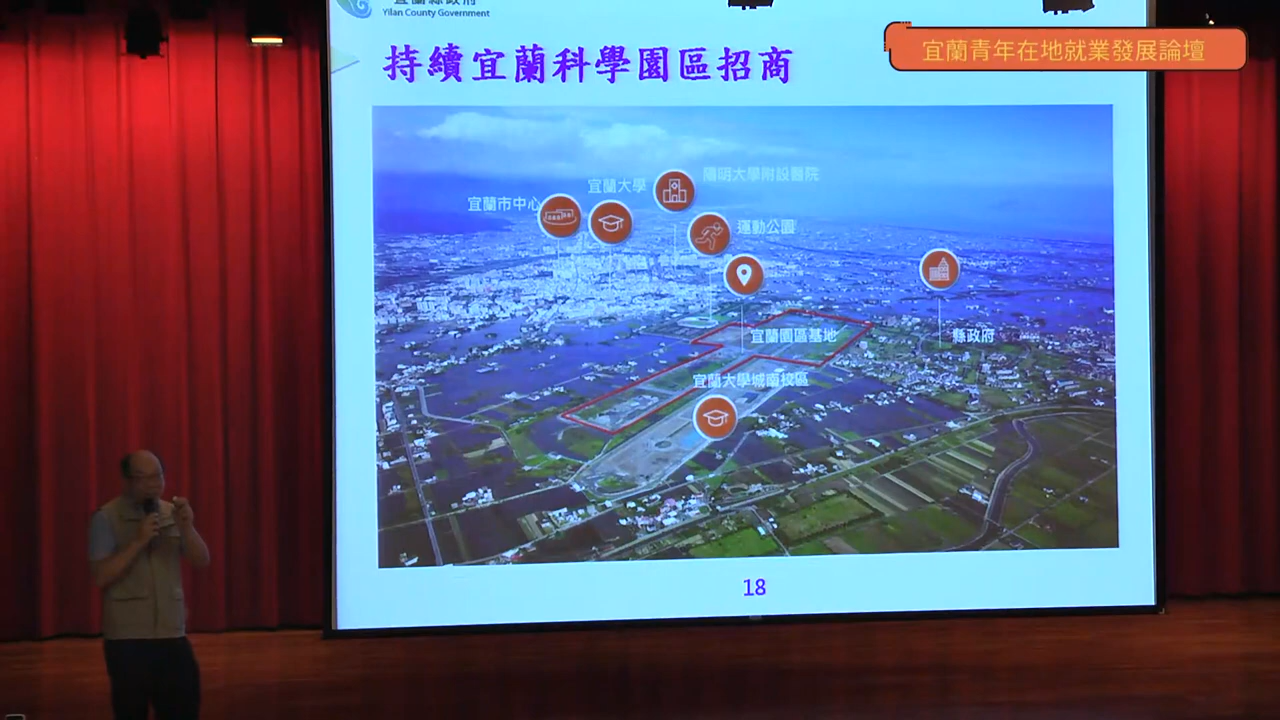 宜蘭縣政府
Yilan County Government
宜蘭青年在地就業發展論壇
持續宜蘭科學園區招商
陽明大學附設醫院
宜蘭大學
宜蘭市中心
運動公園
宜蘭園區基地
縣政府
宜蘭大學城南校區
18